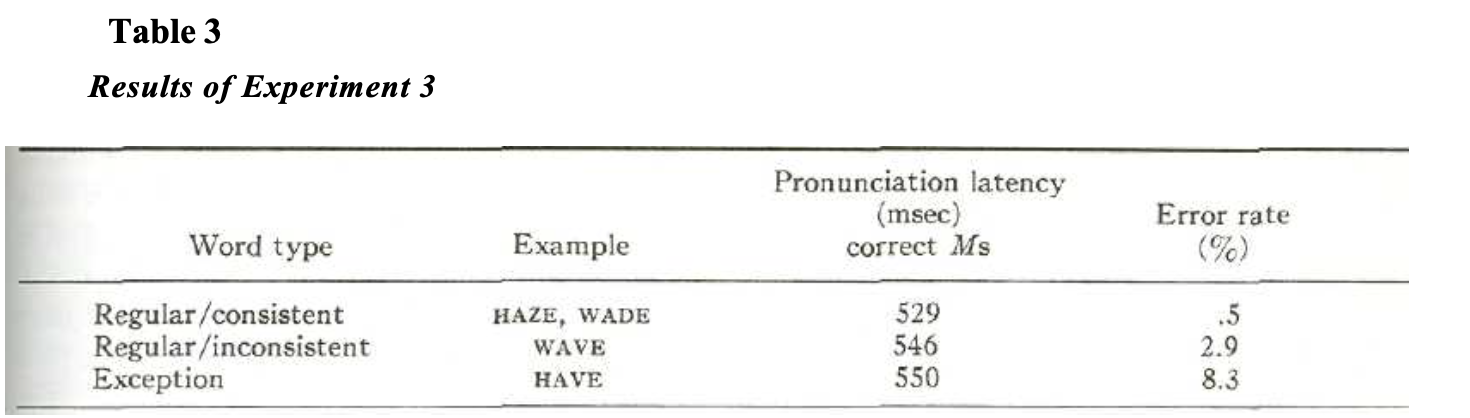 Table 3
Results of Experiment 3
Pronunciation latency
(msec) Error rate
Word type Example correct Ms (%)
Regular/consistent HAZE, WADE 529 .5
Regular/inconsistent WAVE 546 2.9
Exception HAVE 550 8.3